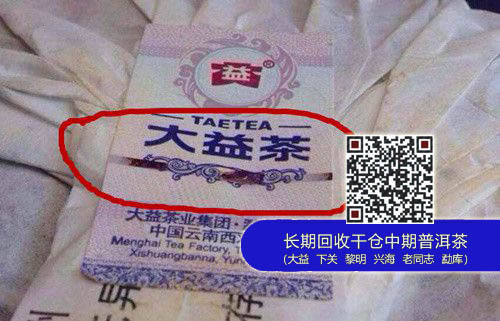 益®
TAETEA
大益茶
大益茶业集团·
中国云南西
Menghai Tea Factory, T
Xishuangbanna, Yun
长期回收干仓中期普洱茶
(大益 下关 黎明 兴海 老同志 勐库)